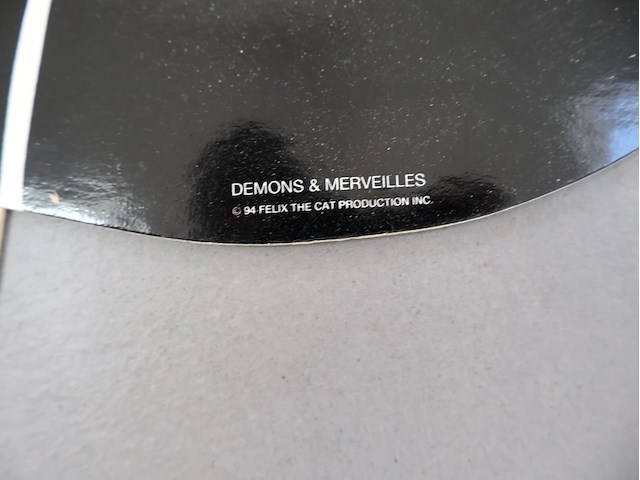 DEMONS & MERVEILLES
© 94 FELIX THE CAT PRODUCTION INC.